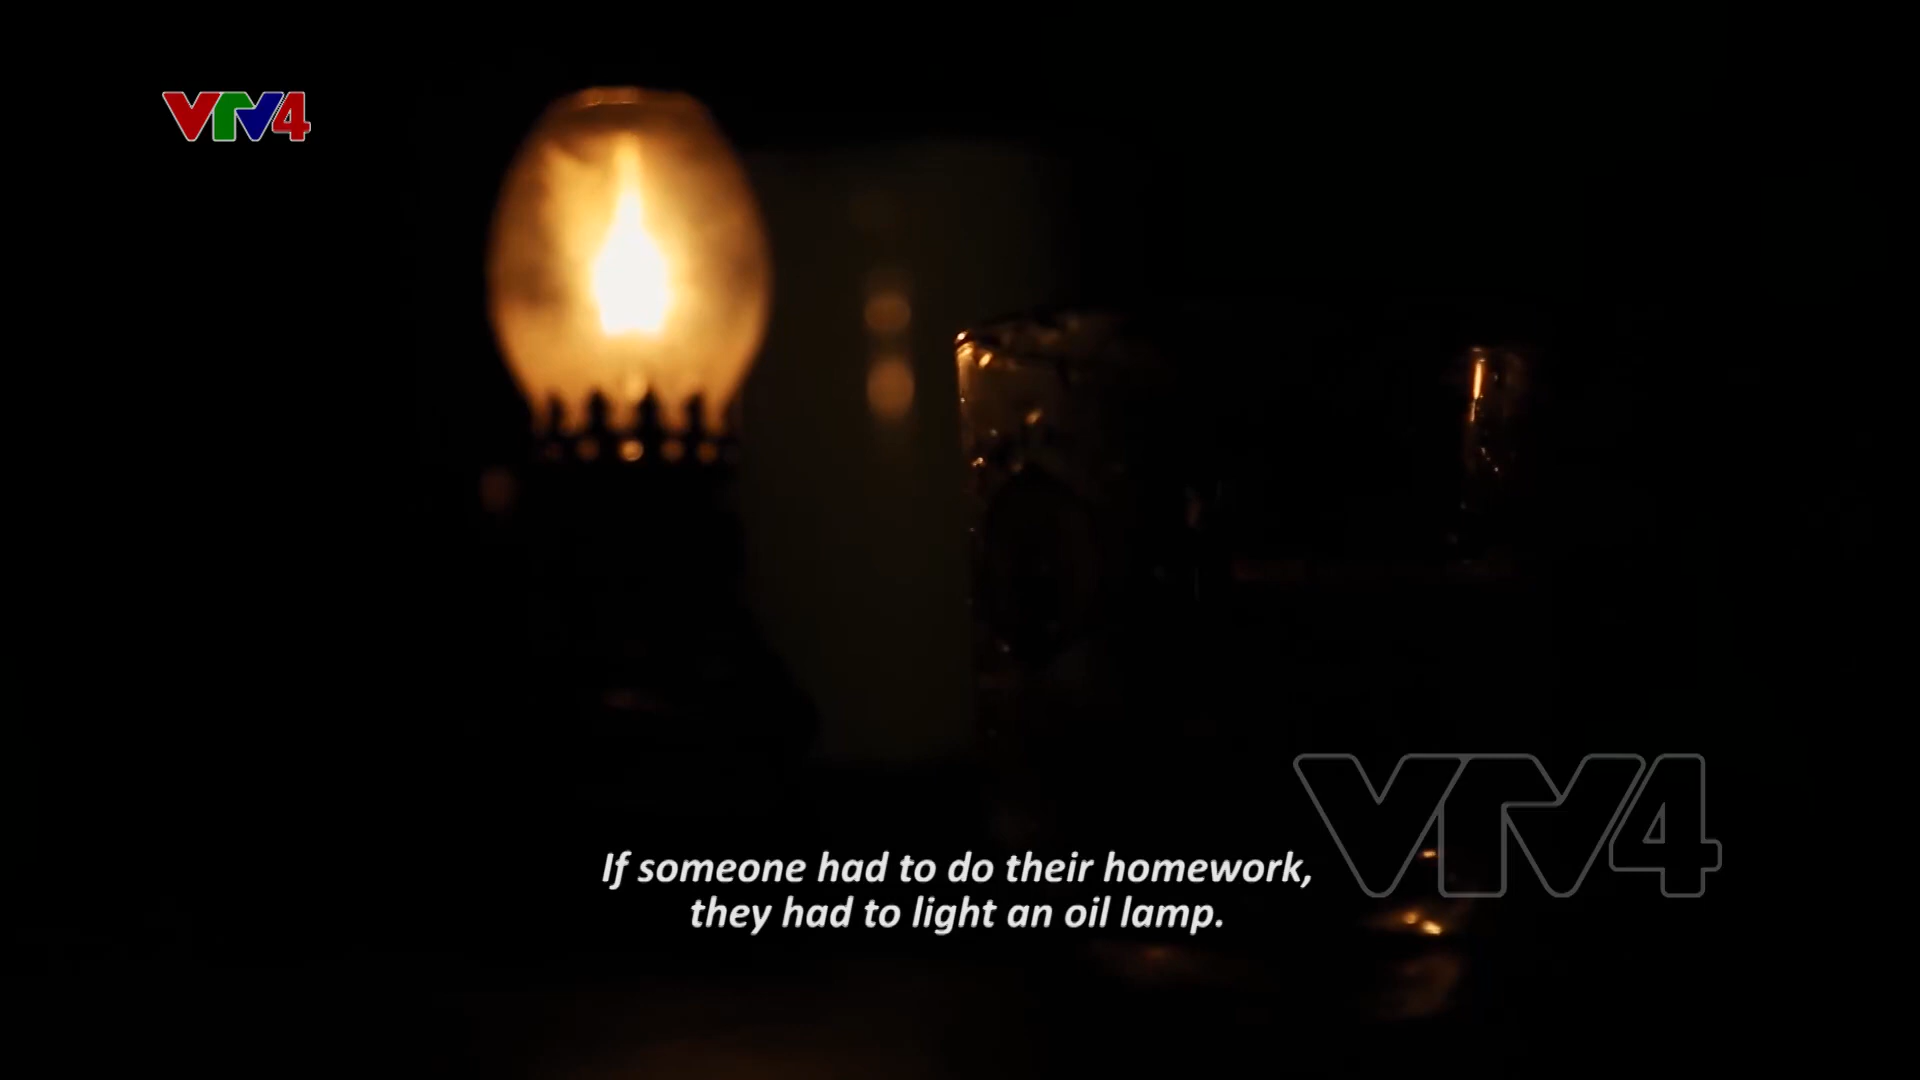 VTV4
VTV4
If someone had to do their homework,
they had to light an oil lamp.